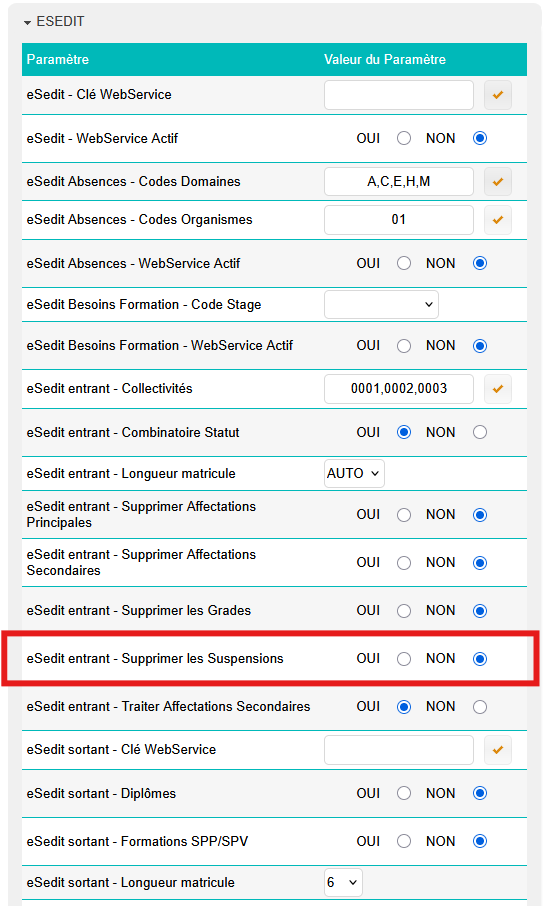 ESEDIT
Paramètre Valeur du Paramètre
eSedit - Clé WebService
eSedit - WebService Actif OUI NON
eSedit Absences - Codes Domaines A,C,E,H,M
eSedit Absences - Codes Organismes 01
eSedit Absences - WebService Actif OUI NON
eSedit Besoins Formation - Code Stage
eSedit Besoins Formation - WebService Actif OUI NON
eSedit entrant - Collectivités 0001,0002,0003
eSedit entrant - Combinatoire Statut OUI NON
eSedit entrant - Longueur matricule AUTO
eSedit entrant - Supprimer Affectations
Principales OUI NON
eSedit entrant - Supprimer Affectations
Secondaires OUI NON
eSedit entrant - Supprimer les Grades OUI NON
eSedit entrant - Supprimer les Suspensions OUI NON
eSedit entrant - Traiter Affectations Secondaires OUI NON
eSedit sortant - Clé WebService
eSedit sortant - Diplômes OUI NON
eSedit sortant - Formations SPP/SPV OUI NON
eSedit sortant - Longueur matricule 6